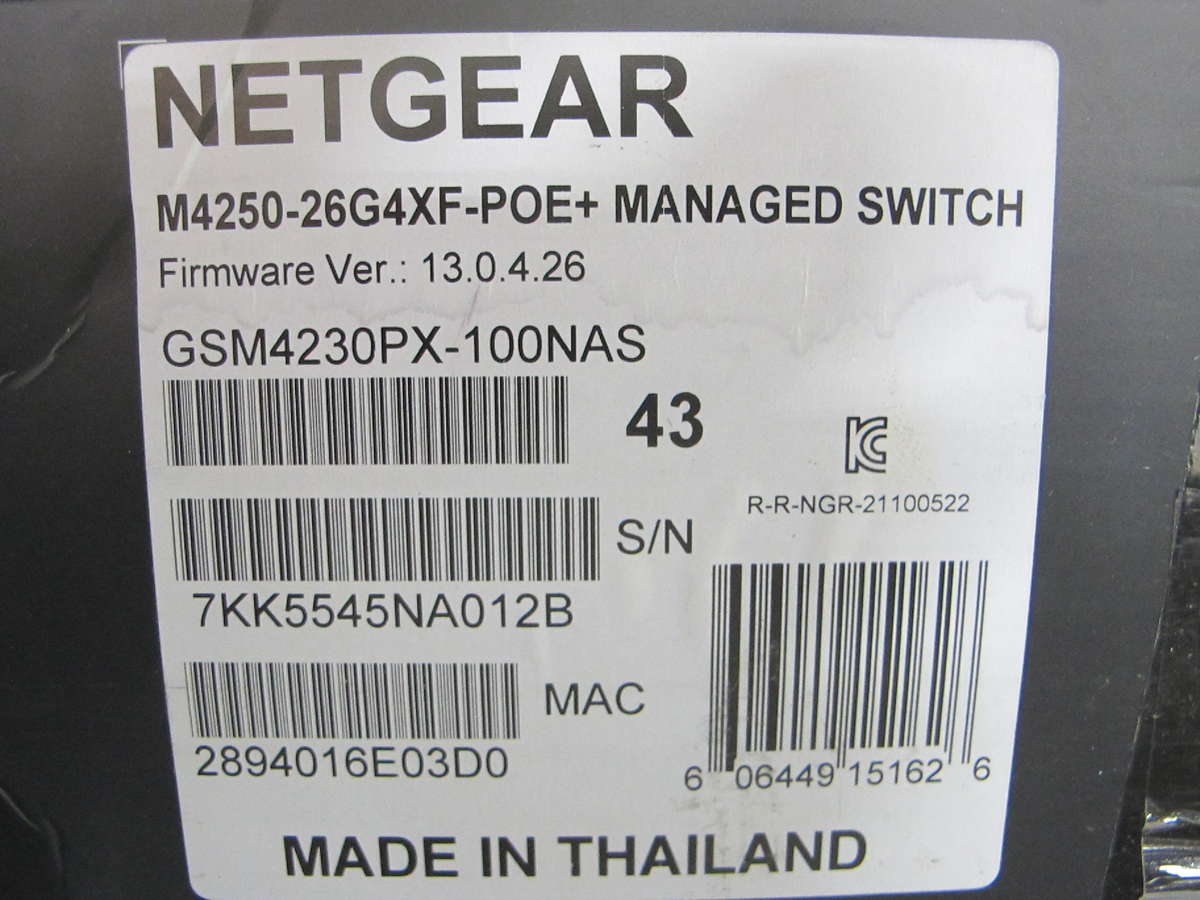 NETGEAR
M4250-26G4XF-POE+ MANAGED SWITCH
Firmware Ver.: 13.0.4.26
GSM4230PX-100NAS
43
KC
R-R-NGR-21100522
S/N
7KK5545NA012B
MAC
2894016E03D0
6 06449 15162 6
MADE IN THAILAND